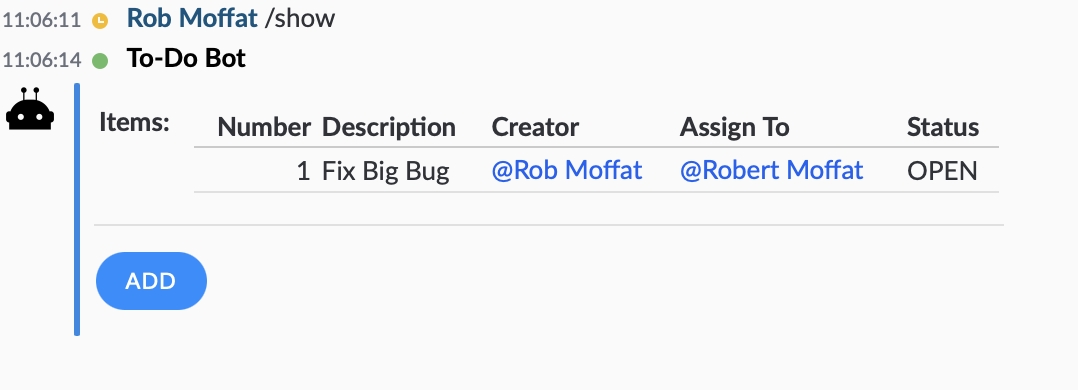 11:06:11 Rob Moffat /show
11:06:14 To-Do Bot
Items: Number Description Creator Assign To Status
1 Fix Big Bug @Rob Moffat @Robert Moffat OPEN
ADD